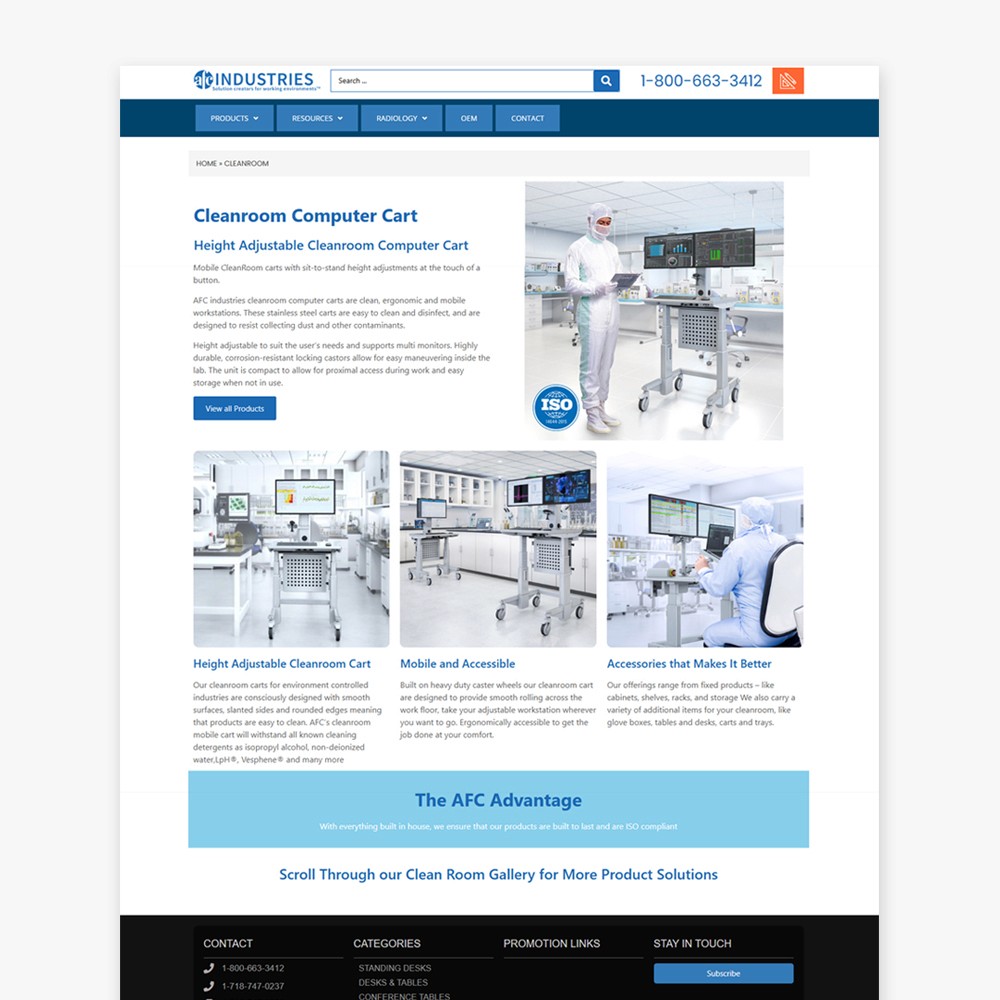 afcINDUSTRIES
Solution creators for working environments™
Search ...
1-800-663-3412
PRODUCTS
RESOURCES
RADIOLOGY
OEM
CONTACT
HOME » CLEANROOM
Cleanroom Computer Cart
Height Adjustable Cleanroom Computer Cart
Mobile CleanRoom carts with sit-to-stand height adjustments at the touch of a
button.
AFC industries cleanroom computer carts are clean, ergonomic and mobile
workstations. These stainless steel carts are easy to clean and disinfect, and are
designed to resist collecting dust and other contaminants.
Height adjustable to suit the user's needs and supports multi monitors. Highly
durable, corrosion-resistant locking castors allow for easy maneuvering inside the
lab. The unit is compact to allow for proximal access during work and easy
storage when not in use.
View all Products
ISO
Height Adjustable Cleanroom Cart
Our cleanroom carts for environment controlled
industries are consciously designed with smooth
surfaces, slanted sides and rounded edges meaning
that products are easy to clean. AFC's cleanroom
mobile cart will withstand all known cleaning
detergents as isopropyl alcohol, non-deionized
water,LpH®, Vesphene® and many more
Mobile and Accessible
Built on heavy duty caster wheels our cleanroom cart
are designed to provide smooth rolling across the
work floor, take your adjustable workstation wherever
you want to go. Ergonomically accessible to get the
job done at your comfort.
Accessories that Makes It Better
Our offerings range from fixed products – like
cabinets, shelves, racks, and storage We also carry a
variety of additional items for your cleanroom, like
glove boxes, tables and desks, carts and trays.
The AFC Advantage
With everything built in house, we ensure that our products are built to last and are ISO compliant
Scroll Through our Clean Room Gallery for More Product Solutions
CONTACT
1-800-663-3412
1-718-747-0237
CATEGORIES
STANDING DESKS
DESKS & TABLES
CONFERENCE TABLES
PROMOTION LINKS
STAY IN TOUCH
Subscribe